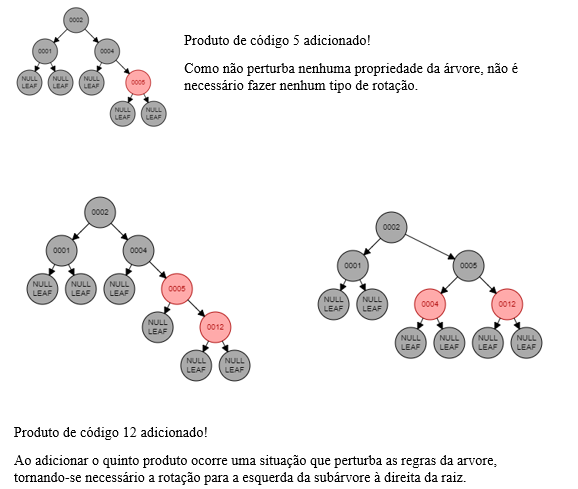 0002
0001 0004
NULL LEAF NULL LEAF NULL LEAF 0005
NULL LEAF NULL LEAF
Produto de código 5 adicionado!
Como não perturba nenhuma propriedade da árvore, não é
necessário fazer nenhum tipo de rotação.
0002
0001 0004
NULL LEAF NULL LEAF NULL LEAF 0005
NULL LEAF 0012
NULL LEAF NULL LEAF
0002
0001 0005
NULL LEAF NULL LEAF 0004 0012
NULL LEAF NULL LEAF NULL LEAF NULL LEAF
Produto de código 12 adicionado!
Ao adicionar o quinto produto ocorre uma situação que perturba as regras da arvore,
tornando-se necessário a rotação para a esquerda da subárvore à direita da raiz.